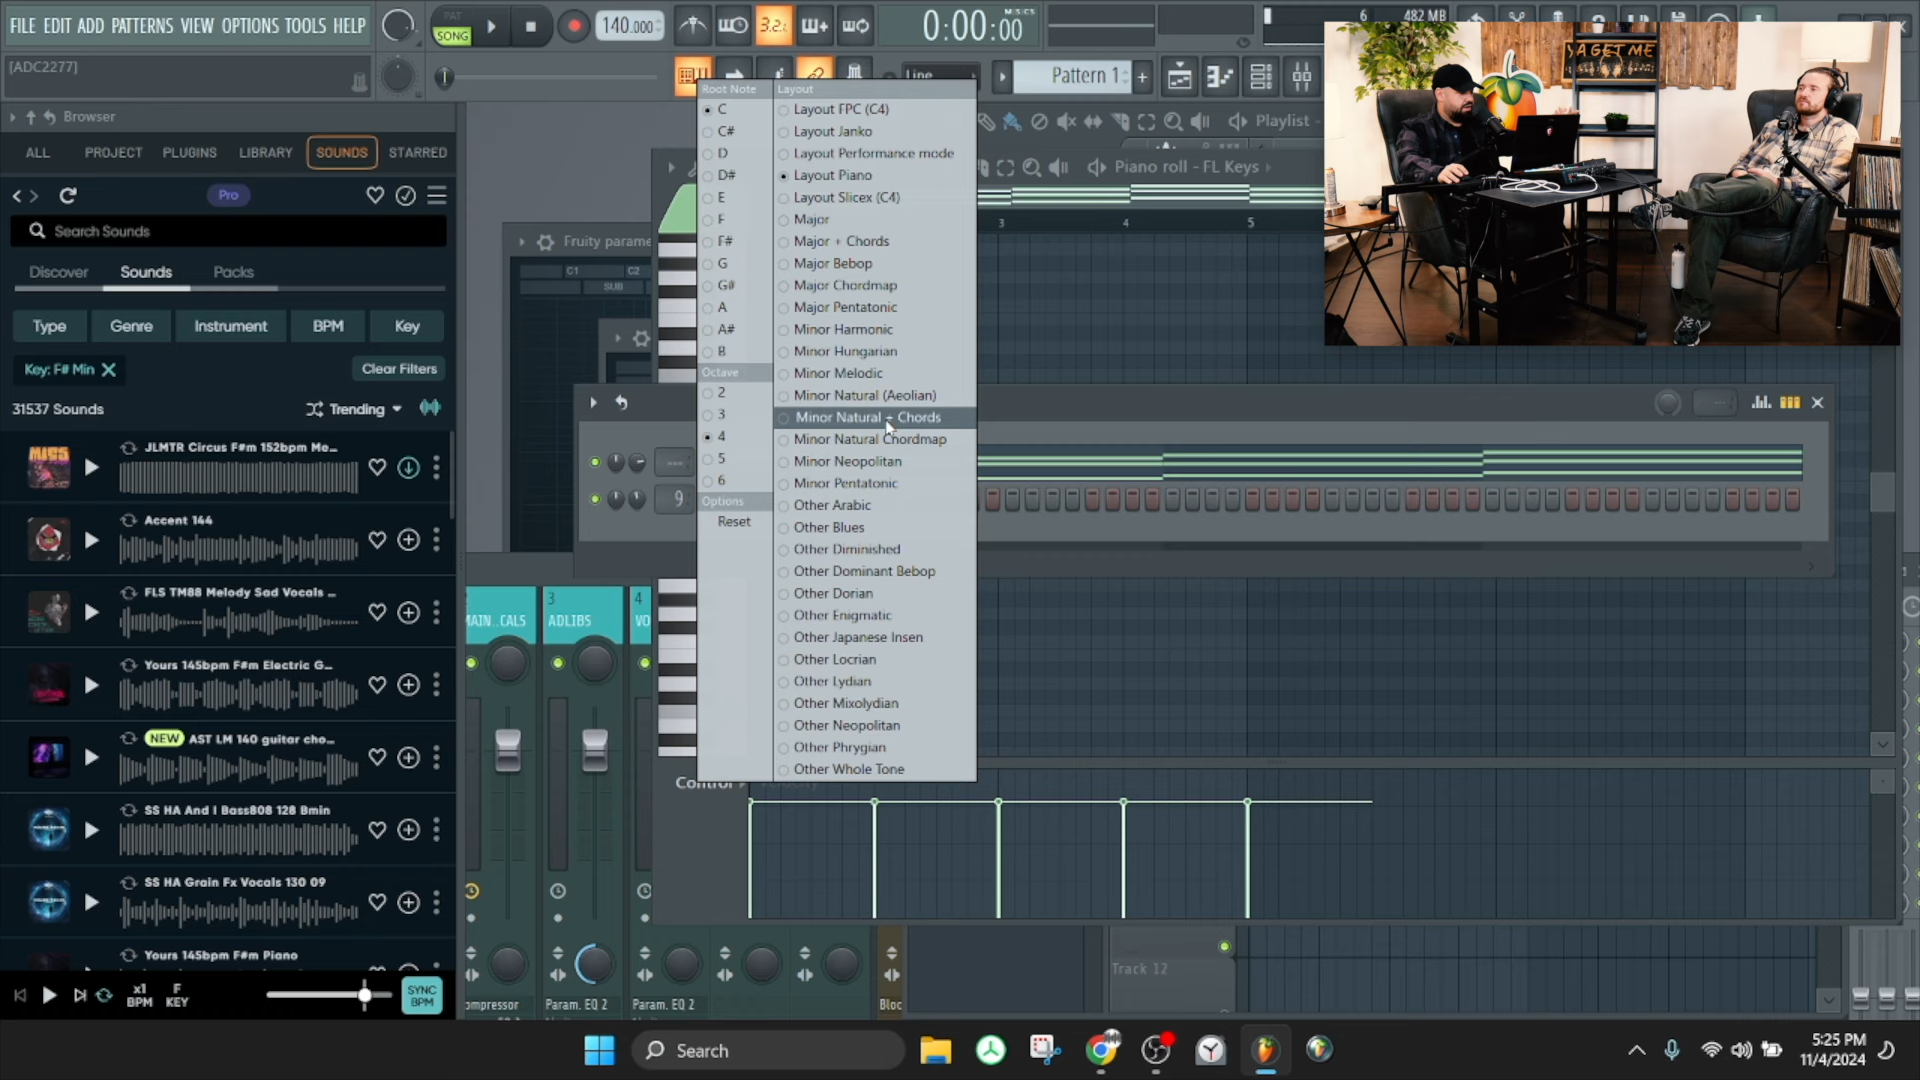 FILE EDIT ADD PATTERNS VIEW OPTIONS TOOLS HELP
PAT
SONG
140.000
3.2.
0:00:00
M:S:CS
6
482 MB
[ADC2277]
Line
Pattern 1
Browser
ALL
PROJECT
PLUGINS
LIBRARY
SOUNDS
STARRED
Pro
Search Sounds
Discover
Sounds
Packs
Type
Genre
Instrument
BPM
Key
Key: F# Min
Clear Filters
31537 Sounds
Trending
JLMTR Circus F#m 152bpm Me...
Accent 144
FLS TM88 Melody Sad Vocals ...
Yours 145bpm F#m Electric G...
NEW
AST LM 140 guitar cho...
SS HA And I Bass808 128 Bmin
SS HA Grain Fx Vocals 130 09
Yours 145bpm F#m Piano
x1
BPM
F
KEY
SYNC
BPM
Root Note
C
C#
D
D#
E
F
F#
G
G#
A
A#
B
Octave
2
3
4
5
6
Options
Reset
Layout
Layout FPC (C4)
Layout Janko
Layout Performance mode
Layout Piano
Layout Slicex (C4)
Major
Major + Chords
Major Bebop
Major Chordmap
Major Pentatonic
Minor Harmonic
Minor Hungarian
Minor Melodic
Minor Natural (Aeolian)
Minor Natural + Chords
Minor Natural Chordmap
Minor Neopolitan
Minor Pentatonic
Other Arabic
Other Blues
Other Diminished
Other Dominant Bebop
Other Dorian
Other Enigmatic
Other Japanese Insen
Other Locrian
Other Lydian
Other Mixolydian
Other Neopolitan
Other Phrygian
Other Whole Tone
Playlist -
Piano roll - FL Keys
3
4
5
Fruity parame
C1
C2
SUB
9
3
4
MAIN..CALS
ADLIBS
VO
Control
Velocity
ompressor
Param. EQ 2
Param. EQ 2
Bloc
Track 12
YA GET ME
Search
5:25 PM
11/4/2024